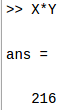 >> X*Y
ans =
216